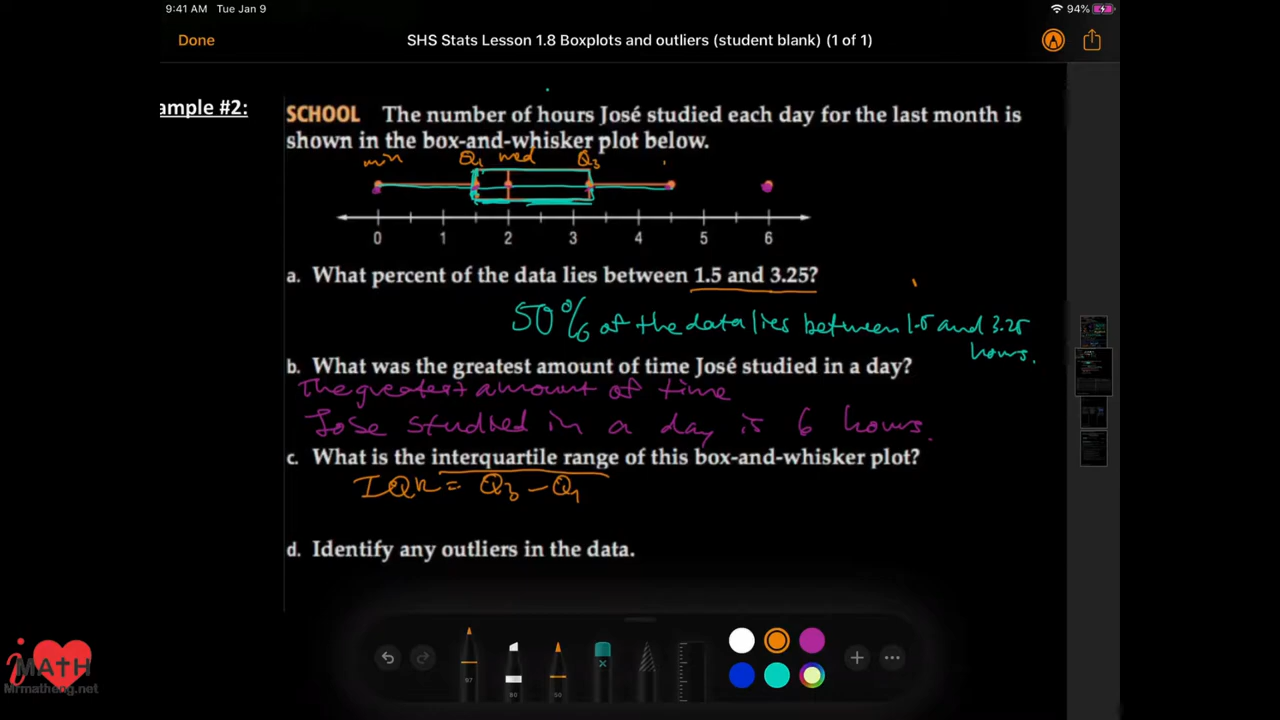 9:41 AM Tue Jan 9
94%
Done
SHS Stats Lesson 1.8 Boxplots and outliers (student blank) (1 of 1)
ample #2:
SCHOOL The number of hours José studied each day for the last month is
shown in the box-and-whisker plot below.
min Q1 med Q3
0 1 2 3 4 5 6
a. What percent of the data lies between 1.5 and 3.25?
50% of the data lies between 1.5 and 3.25
hours.
b. What was the greatest amount of time José studied in a day?
The greatest amount of time
Jose studied in a day is 6 hours.
c. What is the interquartile range of this box-and-whisker plot?
IQR = Q3 - Q1
d. Identify any outliers in the data.
97
80
50
i MATH
Mrmatheng.net